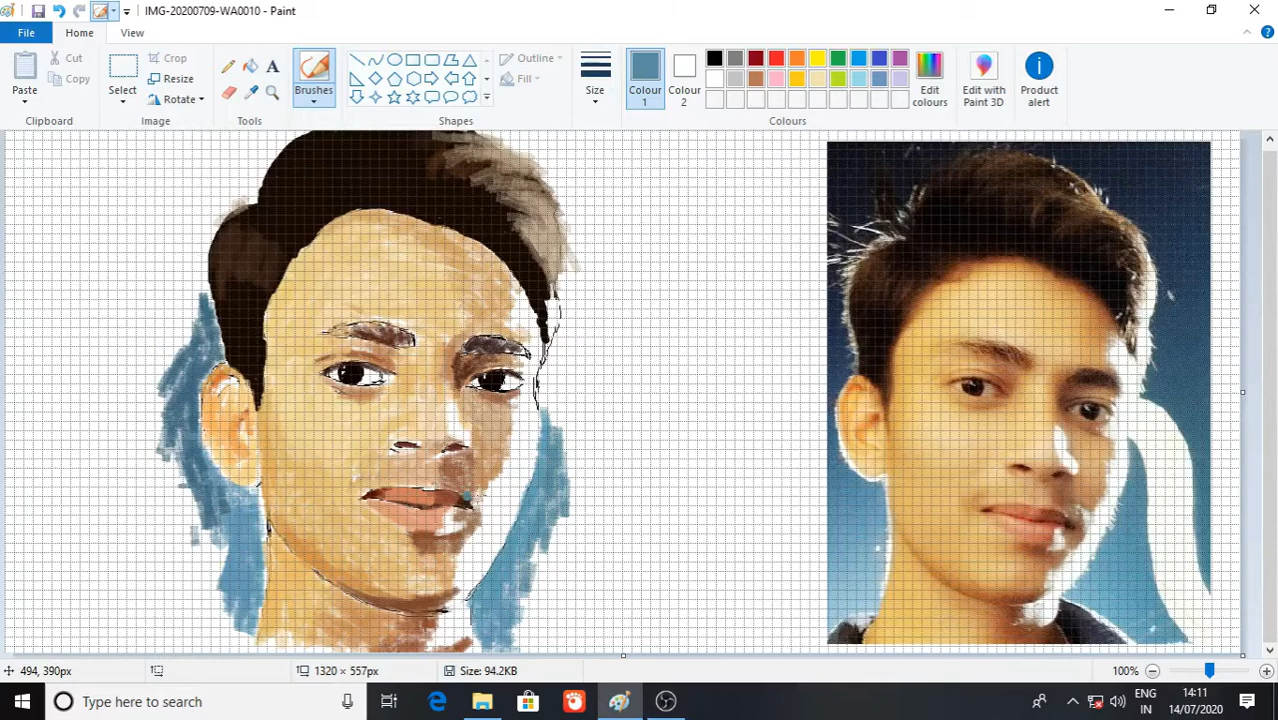 IMG-20200709-WA0010 - Paint
File
Home
View
Paste
Cut
Copy
Clipboard
Select
Crop
Resize
Rotate
Image
A
Tools
Brushes
Outline
Fill
Shapes
Size
Colour 1
Colour 2
Edit colours
Edit with Paint 3D
Product alert
Colours
494, 390px
1320 × 557px
Size: 94.2KB
100%
Type here to search
ENG
IN
14:11
14/07/2020